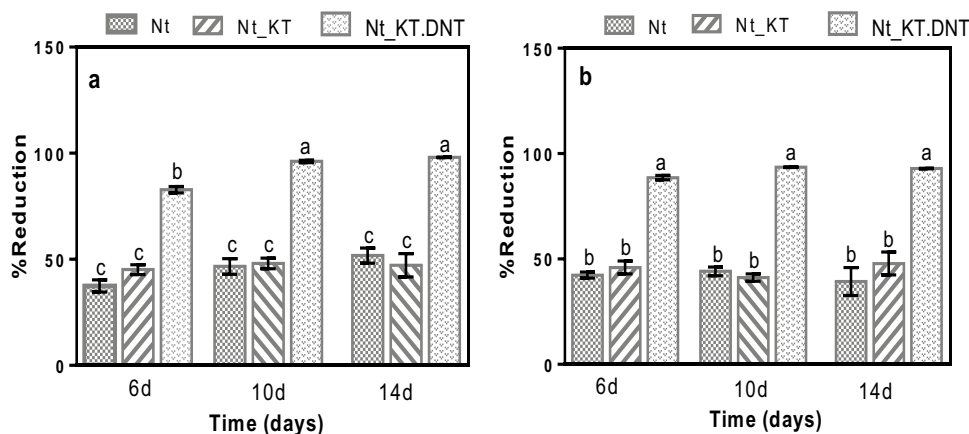 Nt Nt_KT Nt_KT.DNT
a
%Reduction
150
100
50
0
c c b
c c a
c c a
6d 10d 14d
Time (days)
Nt Nt_KT Nt_KT.DNT
b
%Reduction
150
100
50
0
b b a
b b a
b b a
6d 10d 14d
Time (days)